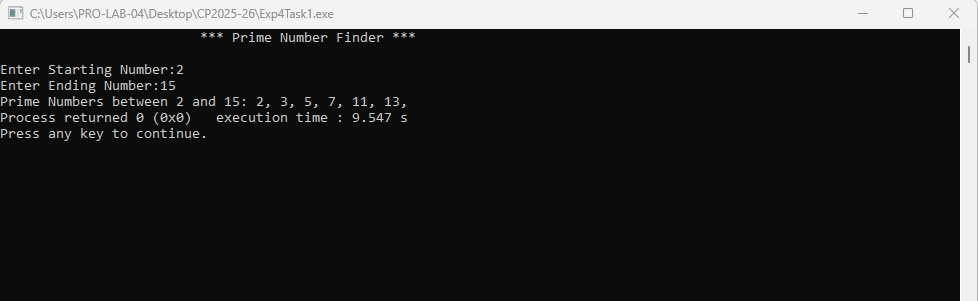 C:\Users\PRO-LAB-04\Desktop\CP2025-26\Exp4Task1.exe
*** Prime Number Finder ***
Enter Starting Number:2
Enter Ending Number:15
Prime Numbers between 2 and 15: 2, 3, 5, 7, 11, 13,
Process returned 0 (0x0)   execution time : 9.547 s
Press any key to continue.